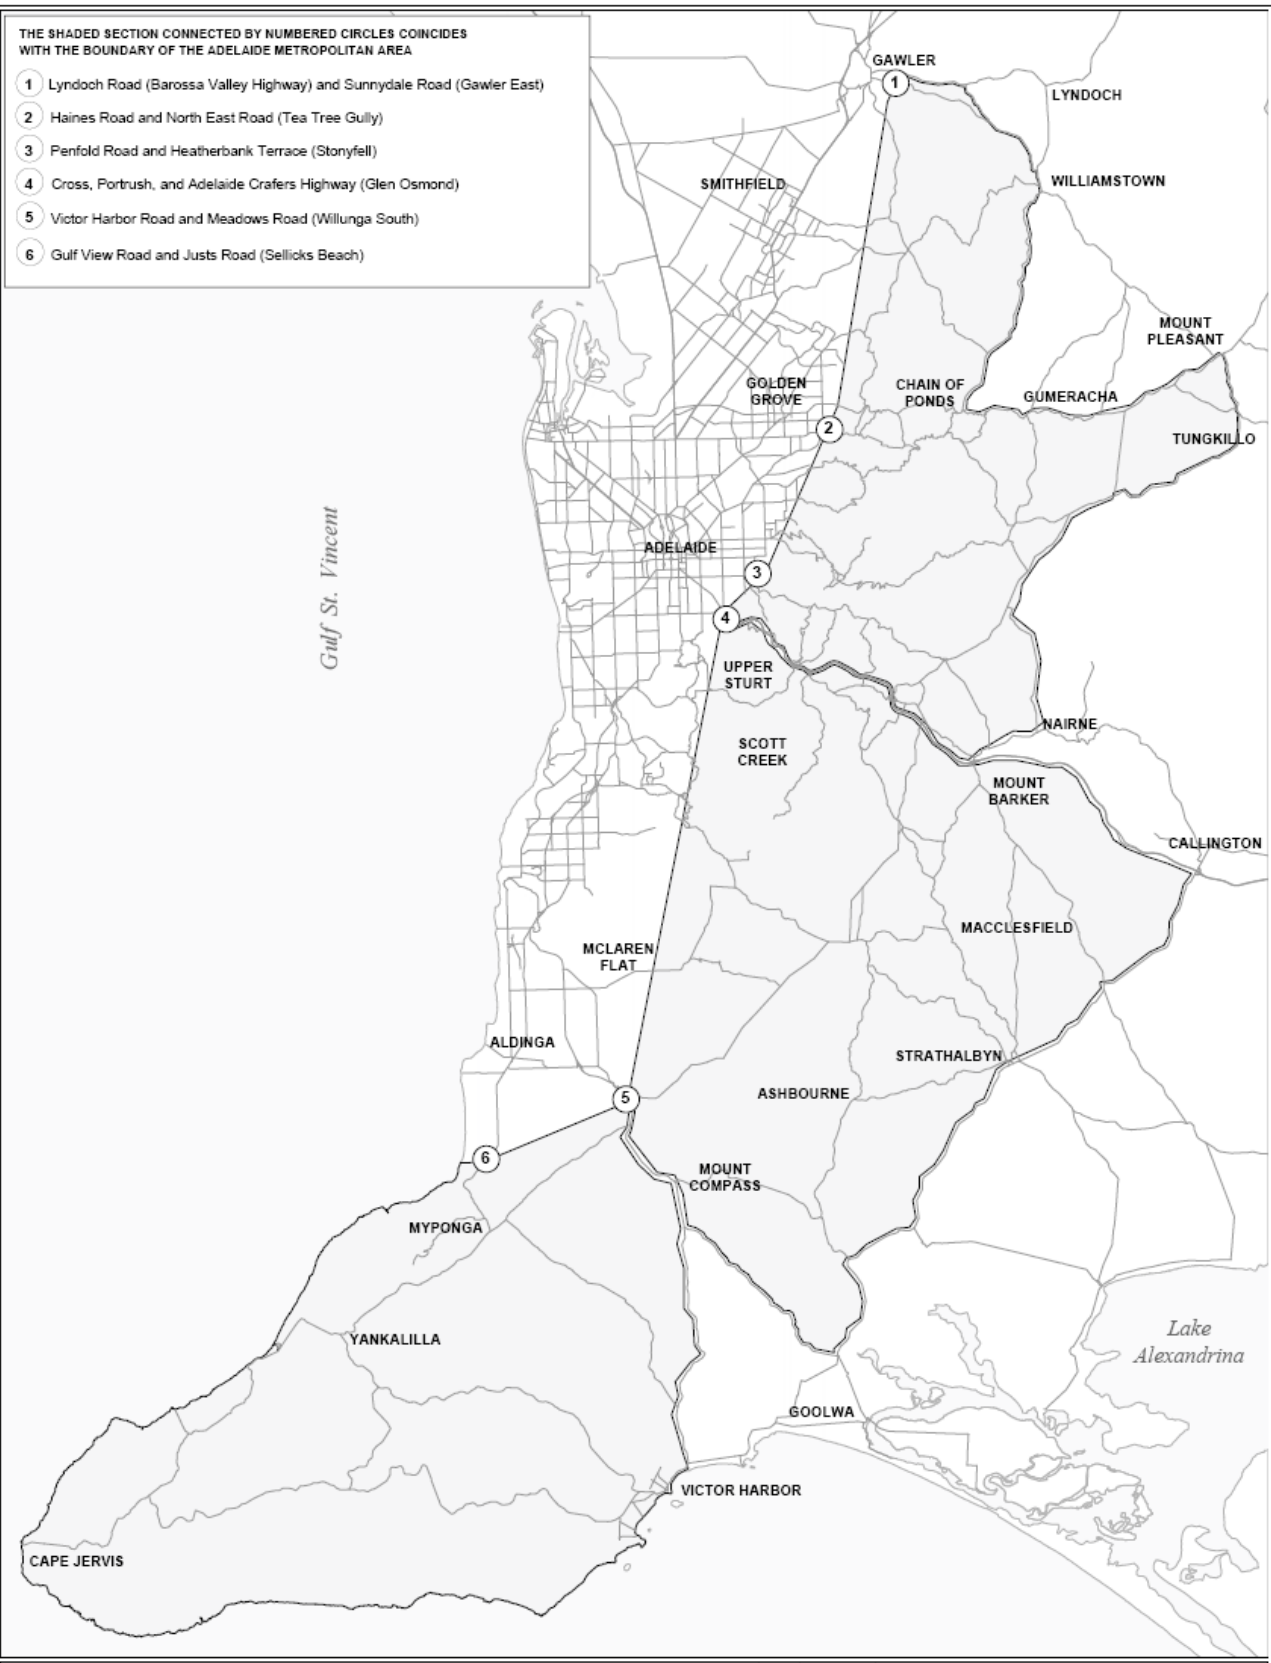 THE SHADED SECTION CONNECTED BY NUMBERED CIRCLES COINCIDES
WITH THE BOUNDARY OF THE ADELAIDE METROPOLITAN AREA
1 Lyndoch Road (Barossa Valley Highway) and Sunnydale Road (Gawler East)
2 Haines Road and North East Road (Tea Tree Gully)
3 Penfold Road and Heatherbank Terrace (Stonyfell)
4 Cross, Portrush, and Adelaide Crafers Highway (Glen Osmond)
5 Victor Harbor Road and Meadows Road (Willunga South)
6 Gulf View Road and Justs Road (Sellicks Beach)
GAWLER
1
LYNDOCH
SMITHFIELD
WILLIAMSTOWN
MOUNT
PLEASANT
GOLDEN
GROVE
CHAIN OF
PONDS
GUMERACHA
2
TUNGKILLO
Gulf St. Vincent
ADELAIDE
3
4
UPPER
STURT
NAIRNE
SCOTT
CREEK
MOUNT
BARKER
CALLINGTON
MACCLESFIELD
MCLAREN
FLAT
ALDINGA
STRATHALBYN
ASHBOURNE
5
6
MOUNT
COMPASS
MYPONGA
YANKALILLA
Lake
Alexandrina
GOOLWA
VICTOR HARBOR
CAPE JERVIS